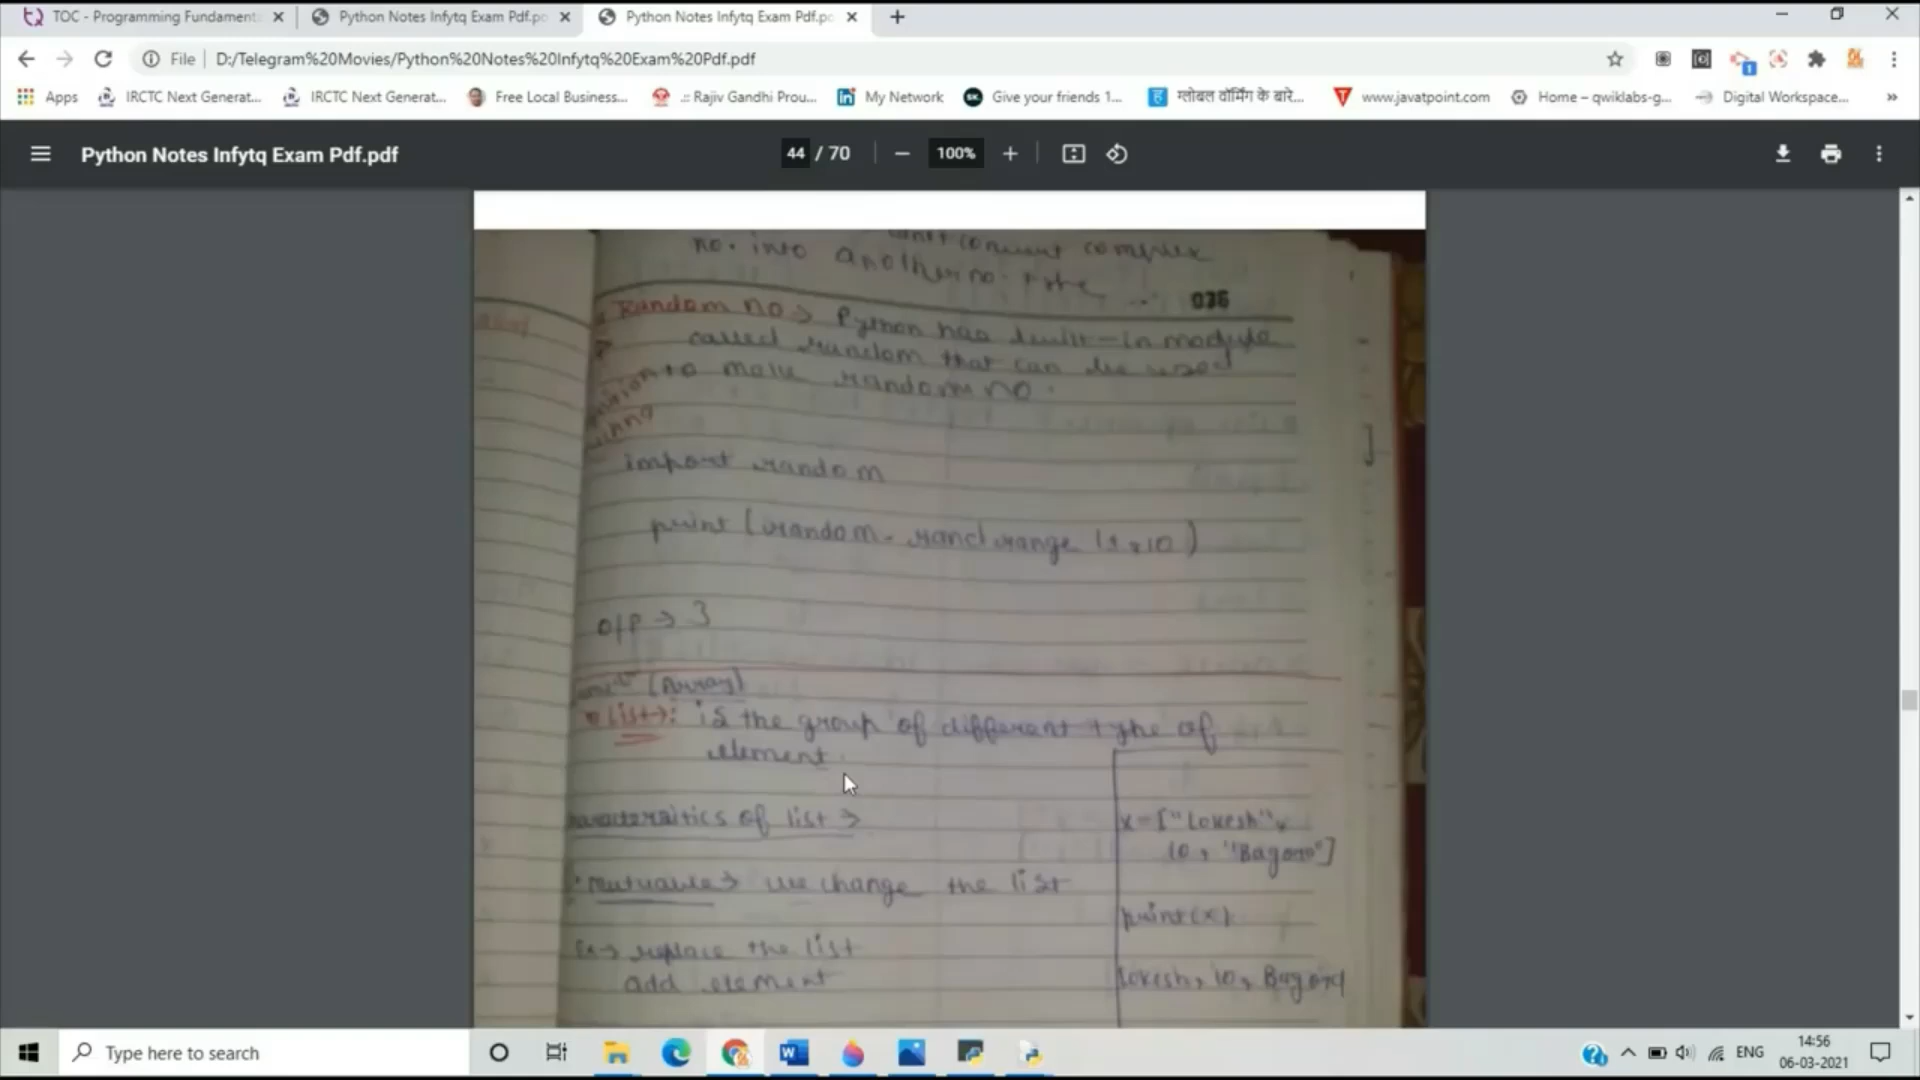 TOC - Programming Fundament
Python Notes Infytq Exam Pdf.po
Python Notes Infytq Exam Pdf.po
File
D:/Telegram%20Movies/Python%20Notes%20Infytq%20Exam%20Pdf.pdf
Apps
IRCTC Next Generat...
IRCTC Next Generat...
Free Local Business...
.:: Rajiv Gandhi Prou...
My Network
Give your friends 1...
ग्लोबल वॉर्मिंग के बारे...
www.javatpoint.com
Home – qwiklabs-g...
Digital Workspace...
»
Python Notes Infytq Exam Pdf.pdf
44 / 70
100%
complex
no. into another no. type
036
Random no → Python has built-in module
called random that can be used
to make random no.
import random
print (random. randrange (1, 10)
o/p → 3
(Array)
List →: is the group of different type of
element.
of list →
x = ["Lokesh",
10, "Bagora"]
we change the list
print(x)
Ex → replace the list
add element
Lokesh, 10, Bagora
Type here to search
ENG
14:56
06-03-2021